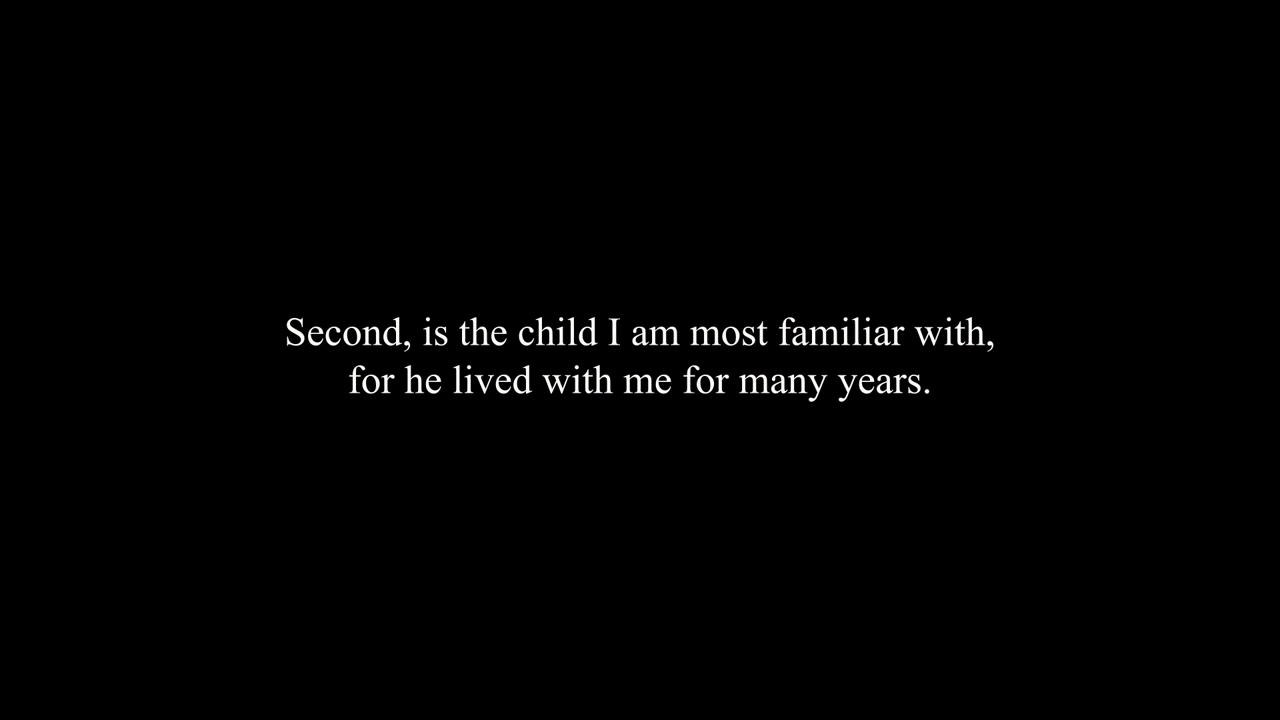 Second, is the child I am most familiar with,
for he lived with me for many years.